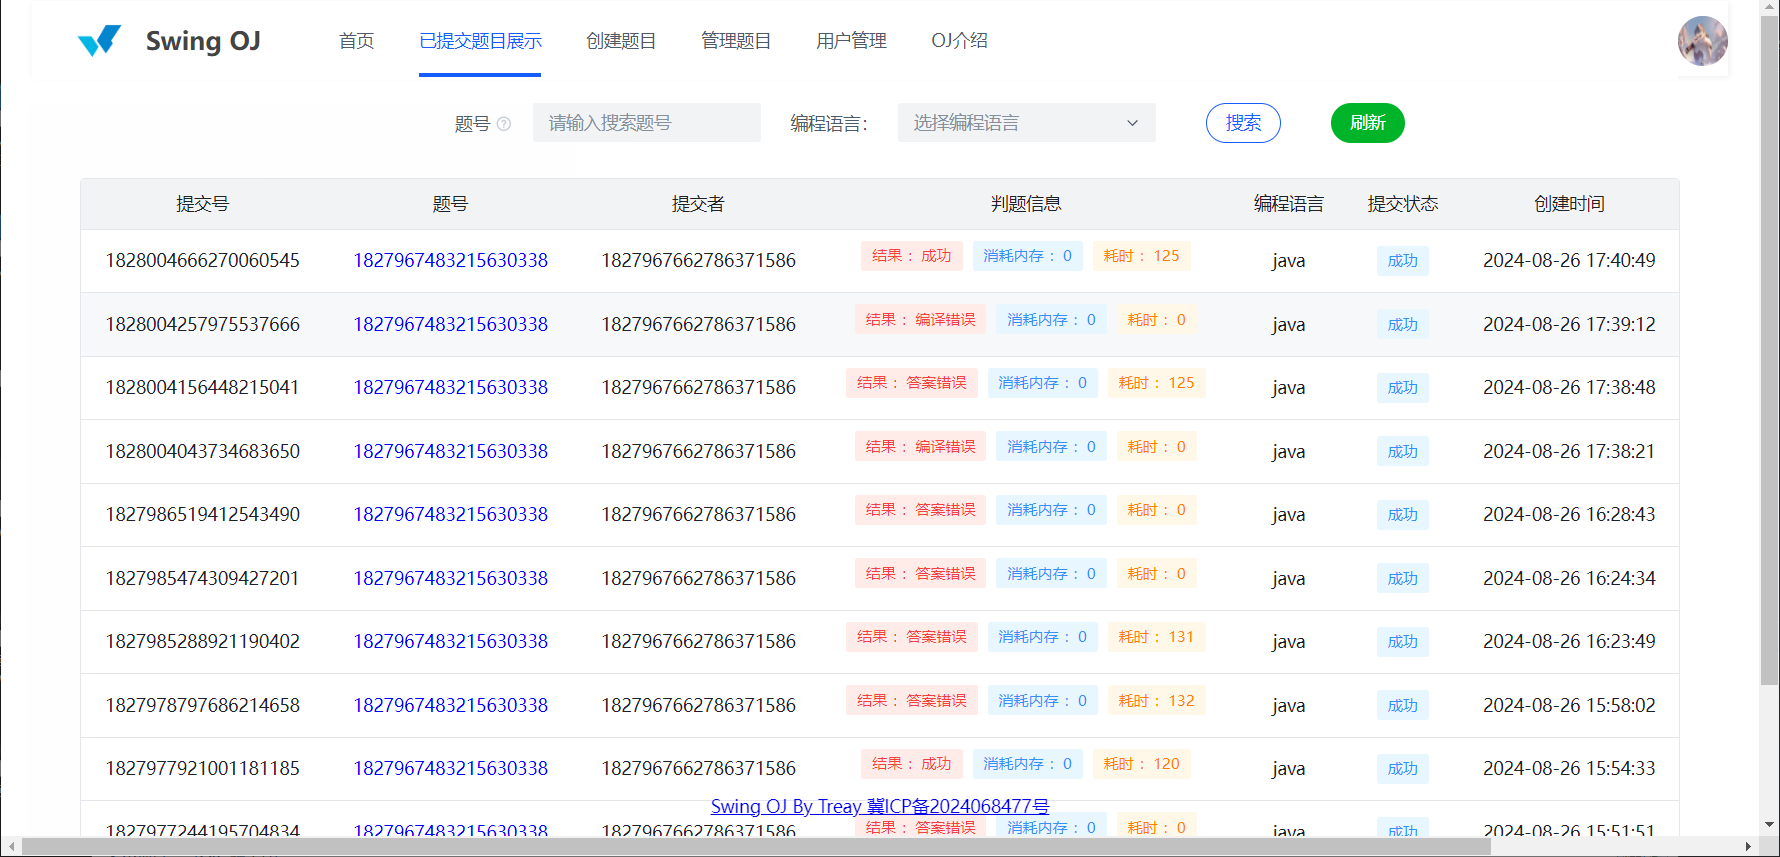 Swing OJ 首页 已提交题目展示 创建题目 管理题目 用户管理 OJ介绍
题号 请输入搜索题号 编程语言： 选择编程语言 搜索 刷新
提交号 题号 提交者 判题信息 编程语言 提交状态 创建时间
1828004666270060545 1827967483215630338 1827967662786371586 结果： 成功 消耗内存： 0 耗时： 125 java 成功 2024-08-26 17:40:49
1828004257975537666 1827967483215630338 1827967662786371586 结果： 编译错误 消耗内存： 0 耗时： 0 java 成功 2024-08-26 17:39:12
1828004156448215041 1827967483215630338 1827967662786371586 结果： 答案错误 消耗内存： 0 耗时： 125 java 成功 2024-08-26 17:38:48
1828004043734683650 1827967483215630338 1827967662786371586 结果： 编译错误 消耗内存： 0 耗时： 0 java 成功 2024-08-26 17:38:21
1827986519412543490 1827967483215630338 1827967662786371586 结果： 答案错误 消耗内存： 0 耗时： 0 java 成功 2024-08-26 16:28:43
1827985474309427201 1827967483215630338 1827967662786371586 结果： 答案错误 消耗内存： 0 耗时： 0 java 成功 2024-08-26 16:24:34
1827985288921190402 1827967483215630338 1827967662786371586 结果： 答案错误 消耗内存： 0 耗时： 131 java 成功 2024-08-26 16:23:49
1827978797686214658 1827967483215630338 1827967662786371586 结果： 答案错误 消耗内存： 0 耗时： 132 java 成功 2024-08-26 15:58:02
1827977921001181185 1827967483215630338 1827967662786371586 结果： 成功 消耗内存： 0 耗时： 120 java 成功 2024-08-26 15:54:33
Swing OJ By Treay 冀ICP备2024068477号
1827977244195704834 1827967483215630338 1827967662786371586 结果： 答案错误 消耗内存： 0 耗时： 0 java 成功 2024-08-26 15:51:51